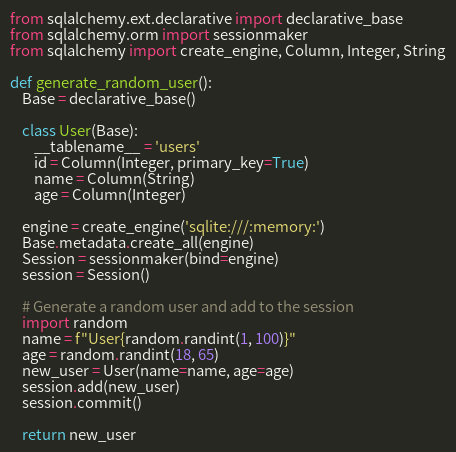 from sqlalchemy.ext.declarative import declarative_base
from sqlalchemy.orm import sessionmaker
from sqlalchemy import create_engine, Column, Integer, String

def generate_random_user():
    Base = declarative_base()

    class User(Base):
        __tablename__ = 'users'
        id = Column(Integer, primary_key=True)
        name = Column(String)
        age = Column(Integer)

    engine = create_engine('sqlite:///:memory:')
    Base.metadata.create_all(engine)
    Session = sessionmaker(bind=engine)
    session = Session()

    # Generate a random user and add to the session
    import random
    name = f"User{random.randint(1, 100)}"
    age = random.randint(18, 65)
    new_user = User(name=name, age=age)
    session.add(new_user)
    session.commit()

    return new_user